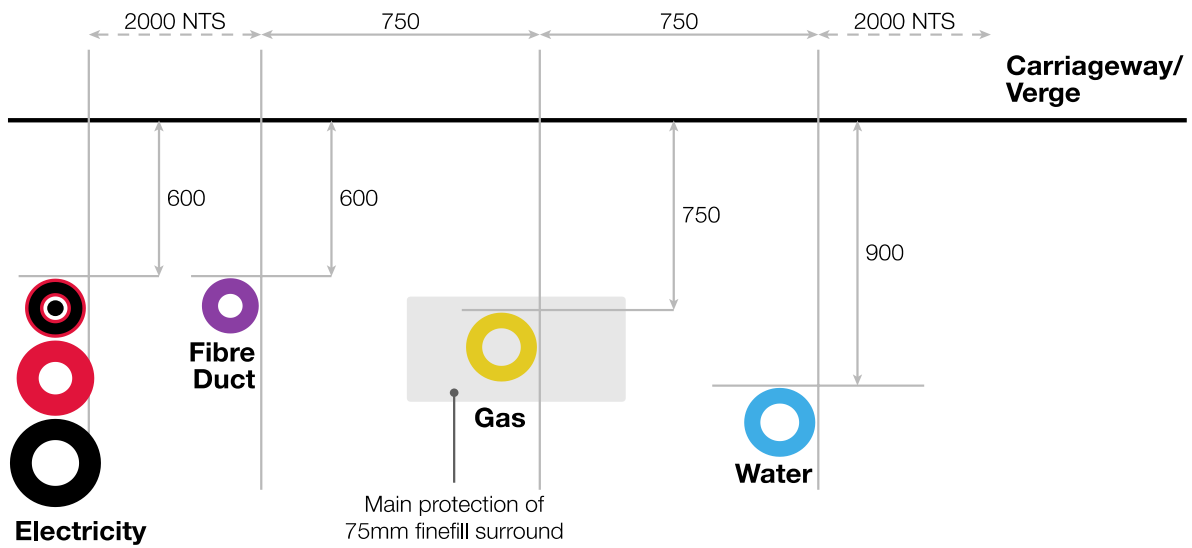 2000 NTS
750
750
2000 NTS
Carriageway/
Verge
600
600
750
900
Fibre
Duct
Gas
Water
Main protection of
75mm finefill surround
Electricity